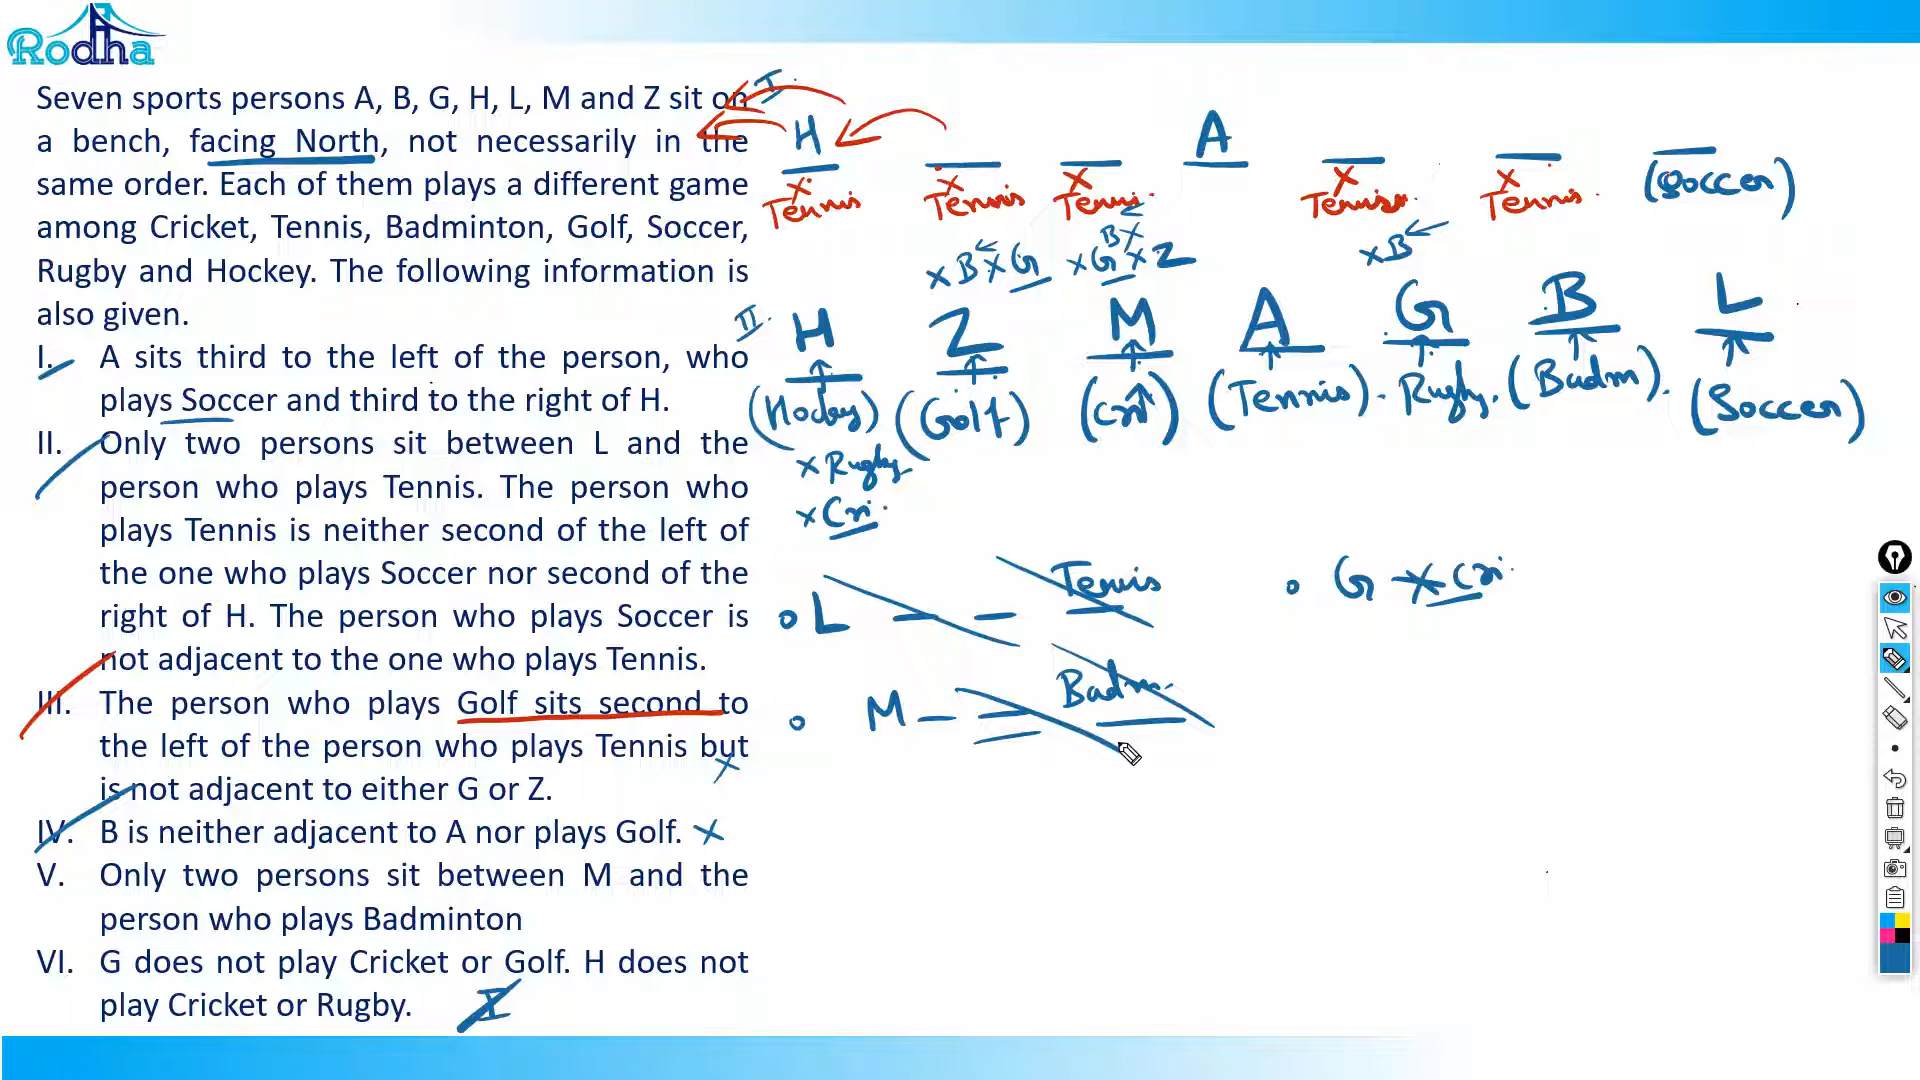 Rodha
Seven sports persons A, B, G, H, L, M and Z sit on
a bench, facing North, not necessarily in the
same order. Each of them plays a different game
among Cricket, Tennis, Badminton, Golf, Soccer,
Rugby and Hockey. The following information is
also given.
I. A sits third to the left of the person, who
plays Soccer and third to the right of H.
II. Only two persons sit between L and the
person who plays Tennis. The person who
plays Tennis is neither second of the left of
the one who plays Soccer nor second of the
right of H. The person who plays Soccer is
not adjacent to the one who plays Tennis.
III. The person who plays Golf sits second to
the left of the person who plays Tennis but
is not adjacent to either G or Z.
IV. B is neither adjacent to A nor plays Golf.
V. Only two persons sit between M and the
person who plays Badminton
VI. G does not play Cricket or Golf. H does not
play Cricket or Rugby.
I
I.
H A
Tennis Tennis Tennis Tennis Tennis (Soccer)
×B ×G ×G B× ×Z ×B
II. H Z M A G B L
(Hockey) (Golf) (Cri) (Tennis). Rugby. (Badm). (Soccer)
×Rugby
×Cri
L Tennis
G × Cri
M Badm.